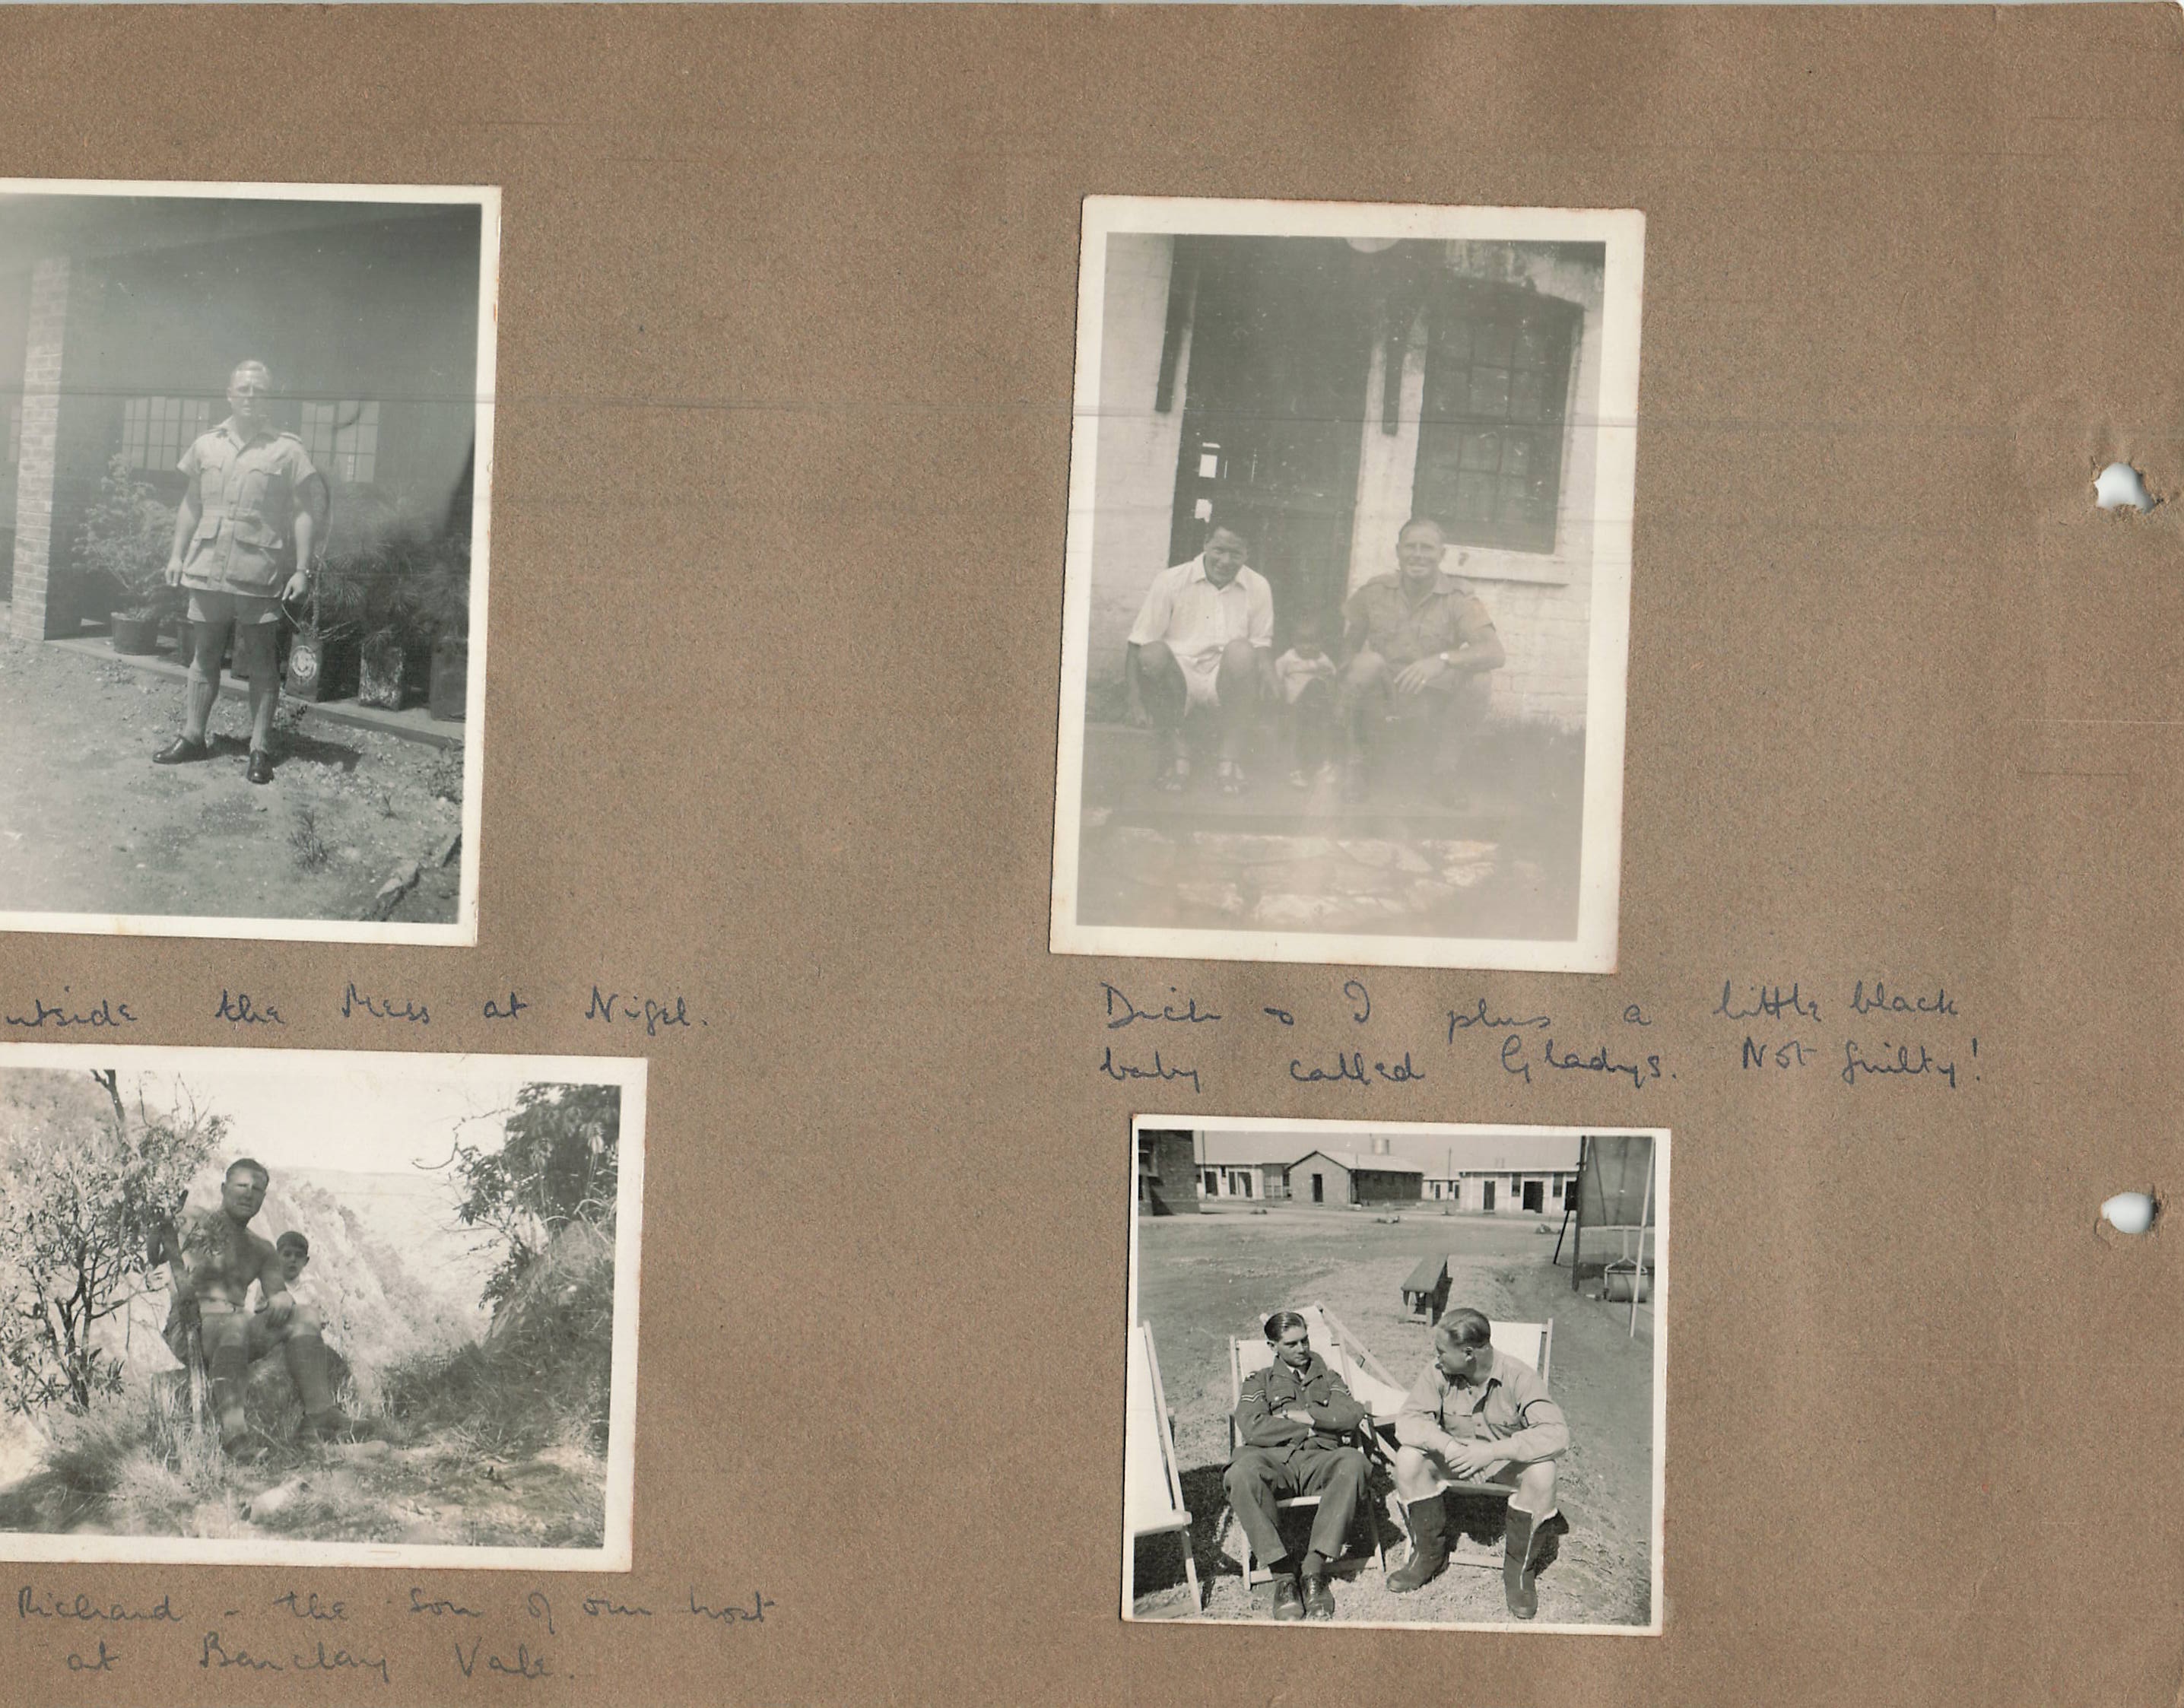 utside the Mess at Nigel.
Dick & I plus a little black
baby called Gladys. Not guilty!
Richard - the son of our host
at Barclay Vale.